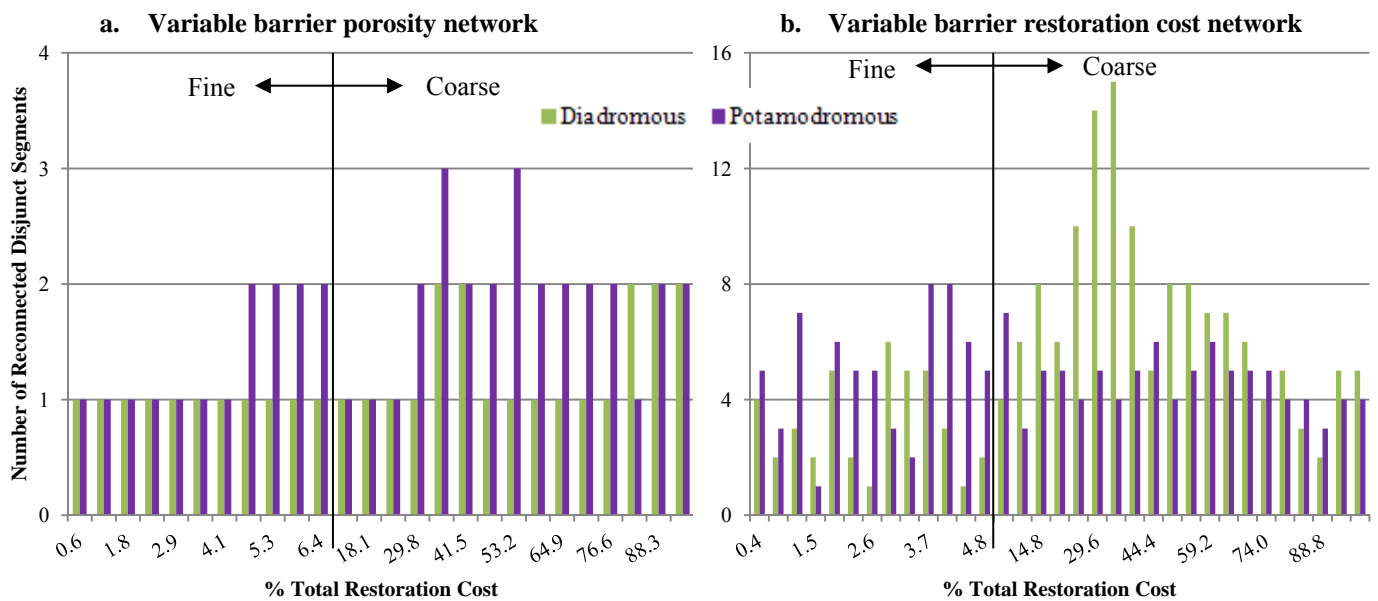 a. Variable barrier porosity network
b. Variable barrier restoration cost network
Number of Reconnected Disjunct Segments
4
3
2
1
0
Fine
Coarse
Diadromous
Potamodromous
0.6 1.8 2.9 4.1 5.3 6.4 18.1 29.8 41.5 53.2 64.9 76.6 88.3
% Total Restoration Cost
16
12
8
4
0
Fine
Coarse
0.4 1.5 2.6 3.7 4.8 14.8 29.6 44.4 59.2 74.0 88.8
% Total Restoration Cost